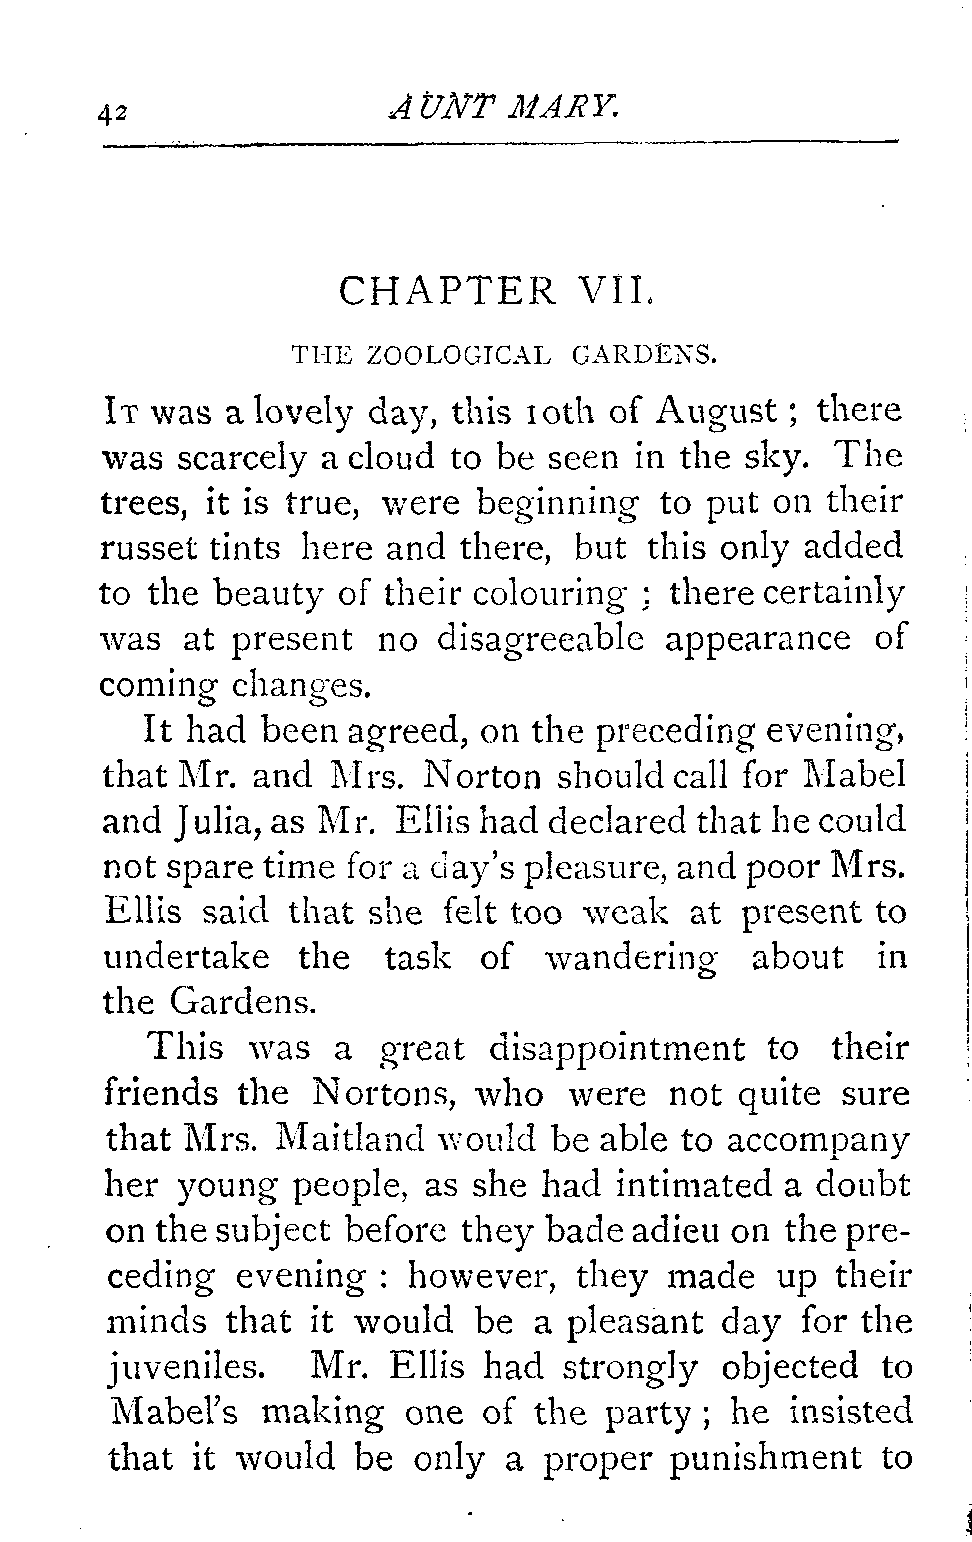 42 AUNT MARY.
CHAPTER VII.
THE ZOOLOGICAL GARDENS.
IT was a lovely day, this 10th of August ; there
was scarcely a cloud to be seen in the sky. The
trees, it is true, were beginning to put on their
russet tints here and there, but this only added
to the beauty of their colouring ; there certainly
was at present no disagreeable appearance of
coming changes.
It had been agreed, on the preceding evening,
that Mr. and Mrs. Norton should call for Mabel
and Julia, as Mr. Ellis had declared that he could
not spare time for a day's pleasure, and poor Mrs.
Ellis said that she felt too weak at present to
undertake the task of wandering about in
the Gardens.
This was a great disappointment to their
friends the Nortons, who were not quite sure
that Mrs. Maitland would be able to accompany
her young people, as she had intimated a doubt
on the subject before they bade adieu on the pre-
ceding evening : however, they made up their
minds that it would be a pleasant day for the
juveniles. Mr. Ellis had strongly objected to
Mabel's making one of the party ; he insisted
that it would be only a proper punishment to